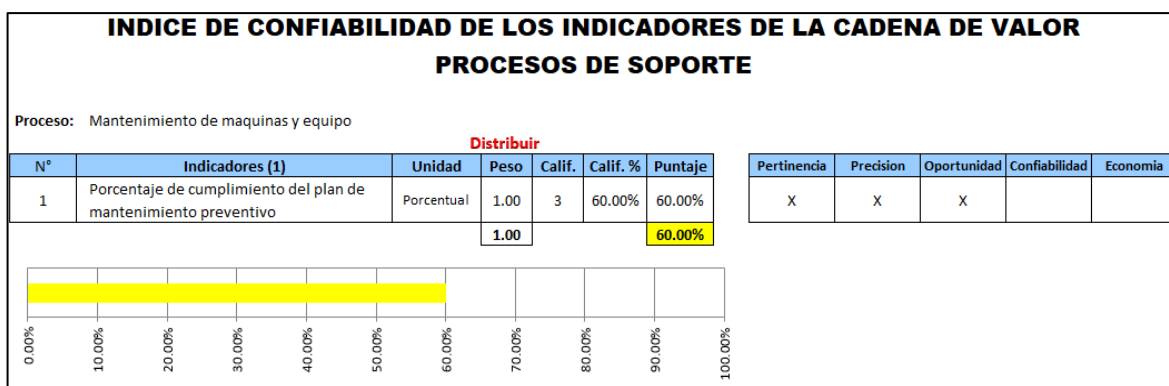 INDICE DE CONFIABILIDAD DE LOS INDICADORES DE LA CADENA DE VALOR
PROCESOS DE SOPORTE
Proceso: Mantenimiento de maquinas y equipo
Distribuir
N° Indicadores (1) Unidad Peso Calif. Calif. % Puntaje Pertinencia Precision Oportunidad Confiabilidad Economia
1 Porcentaje de cumplimiento del plan de mantenimiento preventivo Porcentual 1.00 3 60.00% 60.00% X X X
1.00 60.00%
0.00% 10.00% 20.00% 30.00% 40.00% 50.00% 60.00% 70.00% 80.00% 90.00% 100.00%